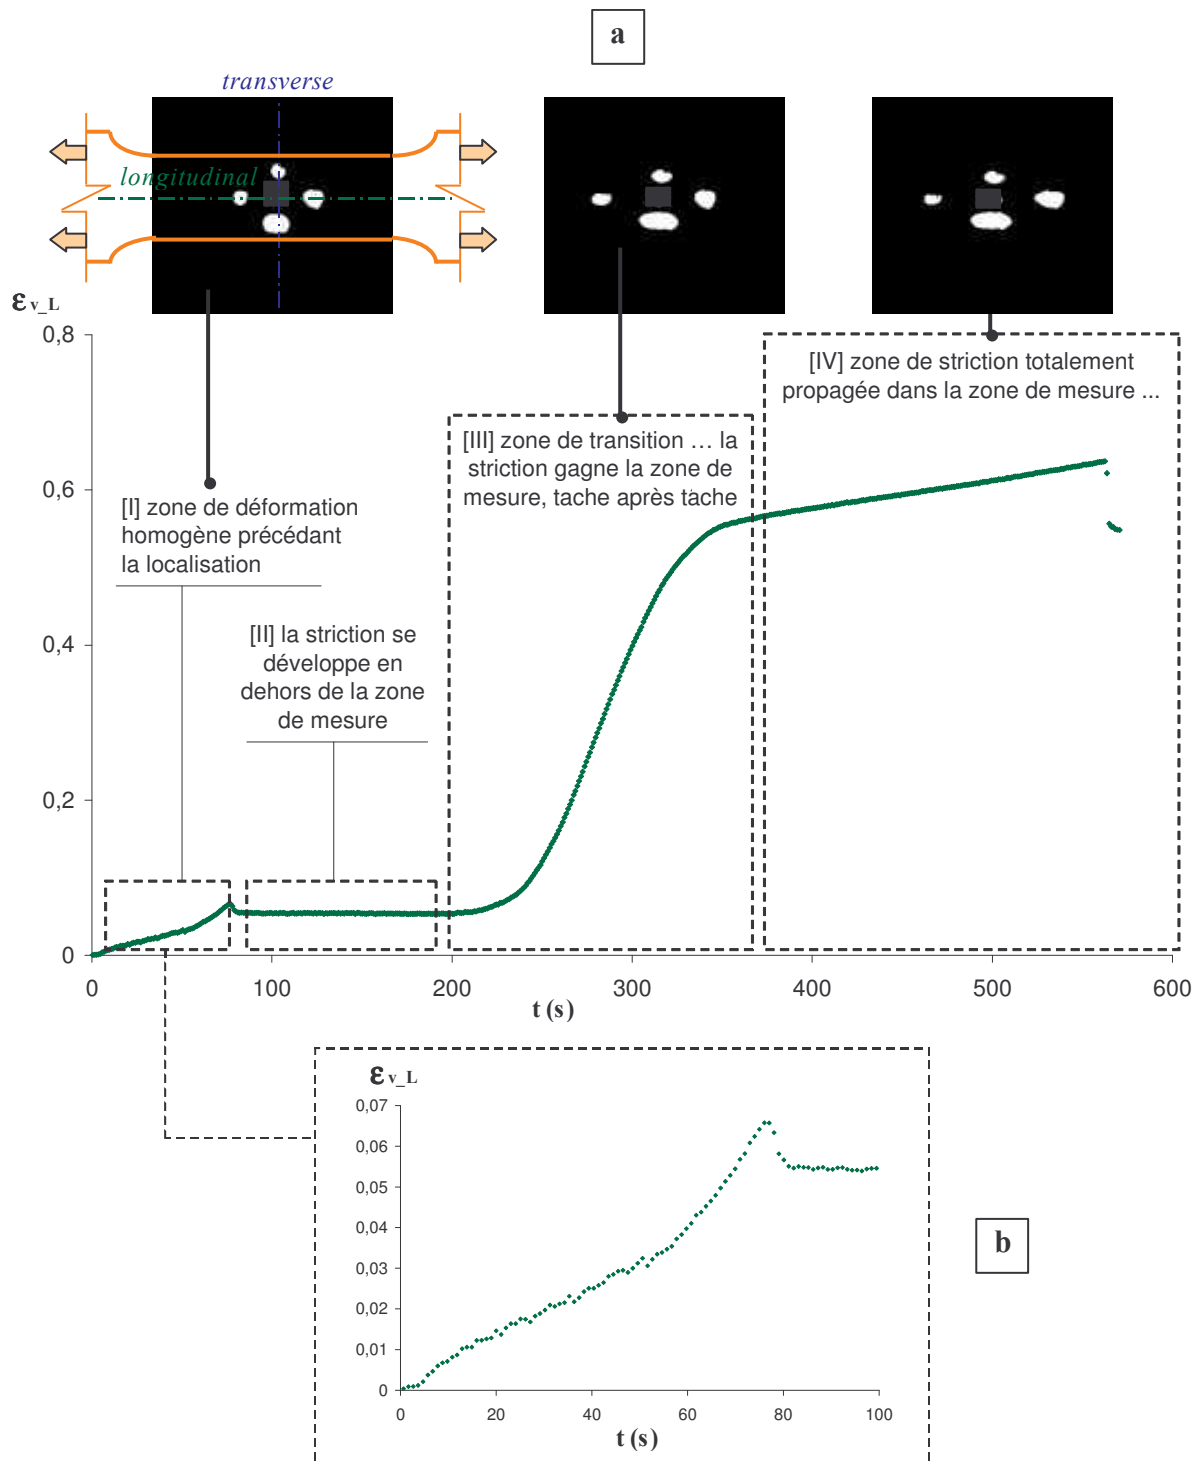 a
transverse
longitudinal
ε v_L
0,8
0,6
0,4
0,2
0
[I] zone de déformation
homogène précédant
la localisation
[II] la striction se
développe en
dehors de la zone
de mesure
[III] zone de transition … la
striction gagne la zone de
mesure, tache après tache
[IV] zone de striction totalement
propagée dans la zone de mesure ...
0 100 200 300 400 500 600
t (s)
ε v_L
0,07
0,06
0,05
0,04
0,03
0,02
0,01
0
0 20 40 60 80 100
t (s)
b